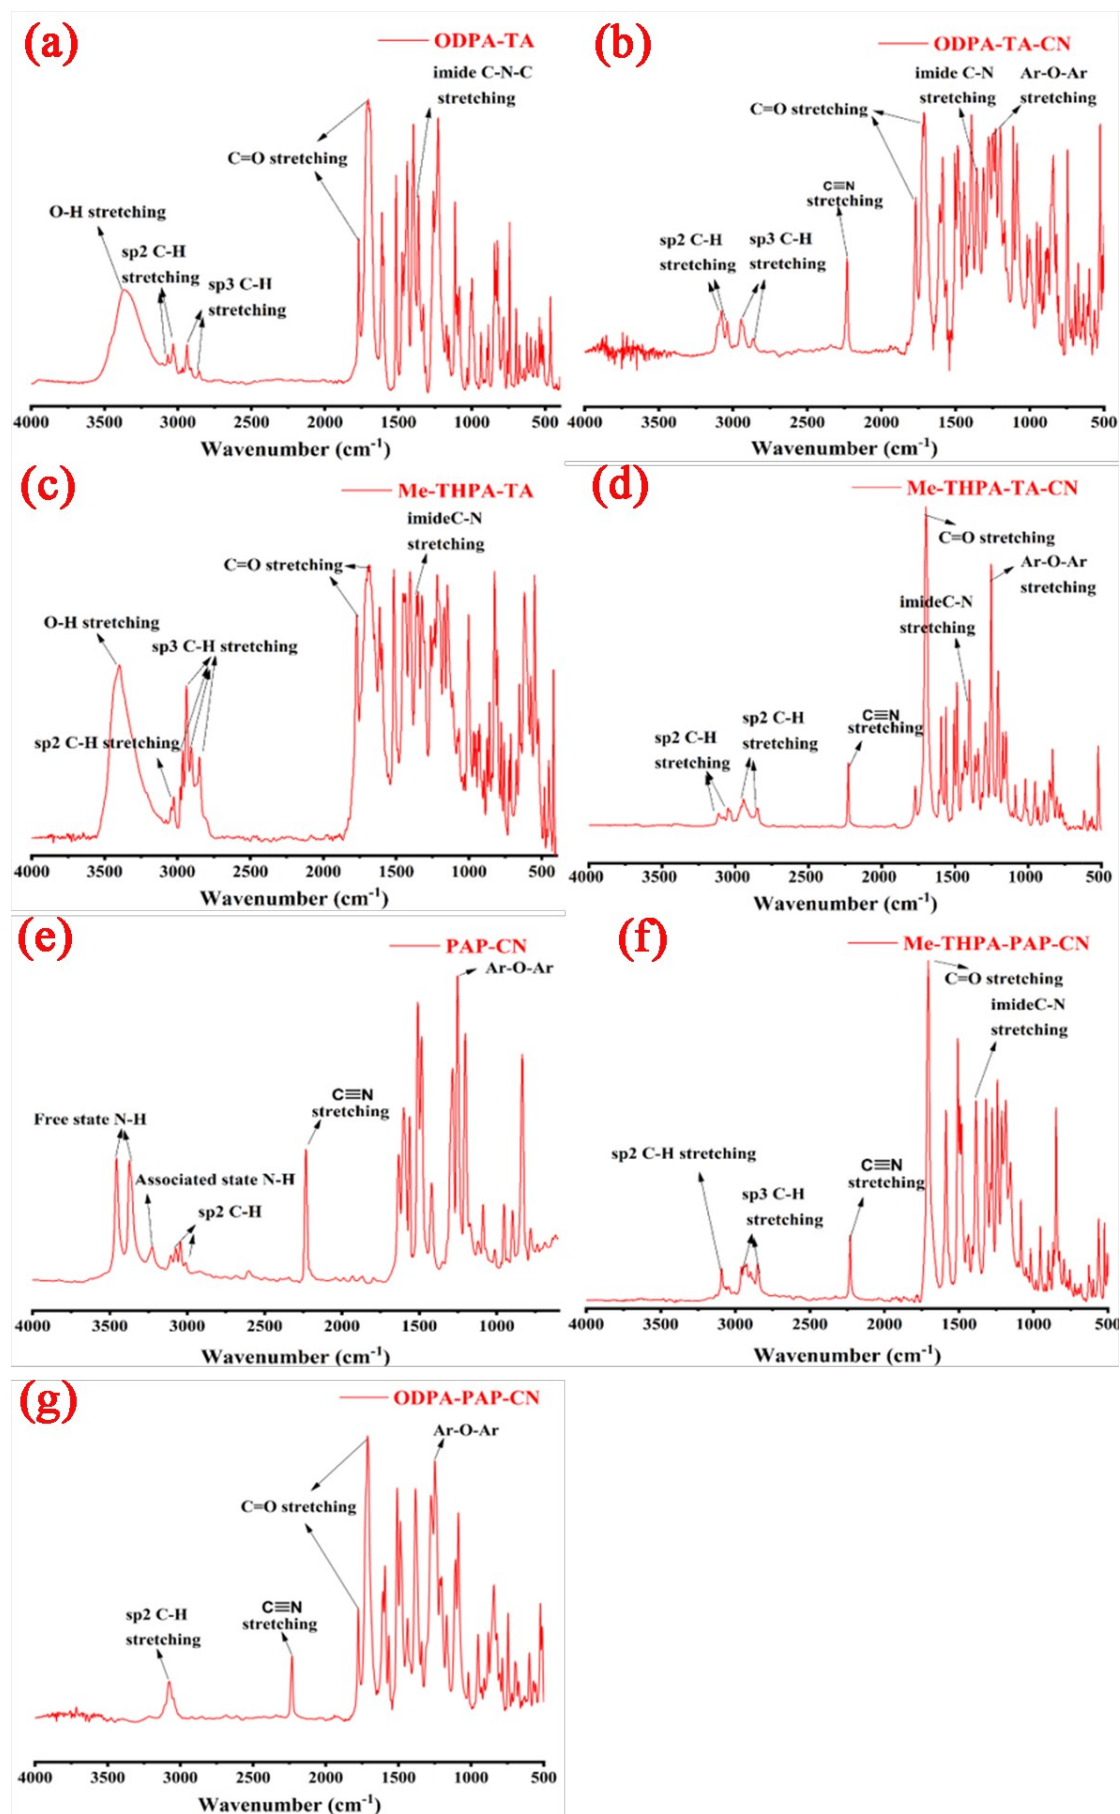 (a)
ODPA-TA
imide C-N-C
stretching
C=O stretching
O-H stretching
sp2 C-H
stretching
sp3 C-H
stretching
4000 3500 3000 2500 2000 1500 1000 500
Wavenumber (cm-1)
(b)
ODPA-TA-CN
imide C-N
stretching
Ar-O-Ar
stretching
C=O stretching
C≡N
stretching
sp2 C-H
stretching
sp3 C-H
stretching
4000 3500 3000 2500 2000 1500 1000 500
Wavenumber (cm-1)
(c)
Me-THPA-TA
imideC-N
stretching
C=O stretching
O-H stretching
sp3 C-H stretching
sp2 C-H stretching
4000 3500 3000 2500 2000 1500 1000 500
Wavenumber (cm-1)
(d)
Me-THPA-TA-CN
C=O stretching
Ar-O-Ar
stretching
imideC-N
stretching
C≡N
stretching
sp2 C-H
stretching
sp2 C-H
stretching
4000 3500 3000 2500 2000 1500 1000 500
Wavenumber (cm-1)
(e)
PAP-CN
Ar-O-Ar
C≡N
stretching
Free state N-H
Associated state N-H
sp2 C-H
4000 3500 3000 2500 2000 1500 1000
Wavenumber (cm-1)
(f)
Me-THPA-PAP-CN
C=O stretching
imideC-N
stretching
sp2 C-H stretching
C≡N
stretching
sp3 C-H
stretching
4000 3500 3000 2500 2000 1500 1000 500
Wavenumber (cm-1)
(g)
ODPA-PAP-CN
Ar-O-Ar
C=O stretching
C≡N
stretching
sp2 C-H
stretching
4000 3500 3000 2500 2000 1500 1000 500
Wavenumber (cm-1)